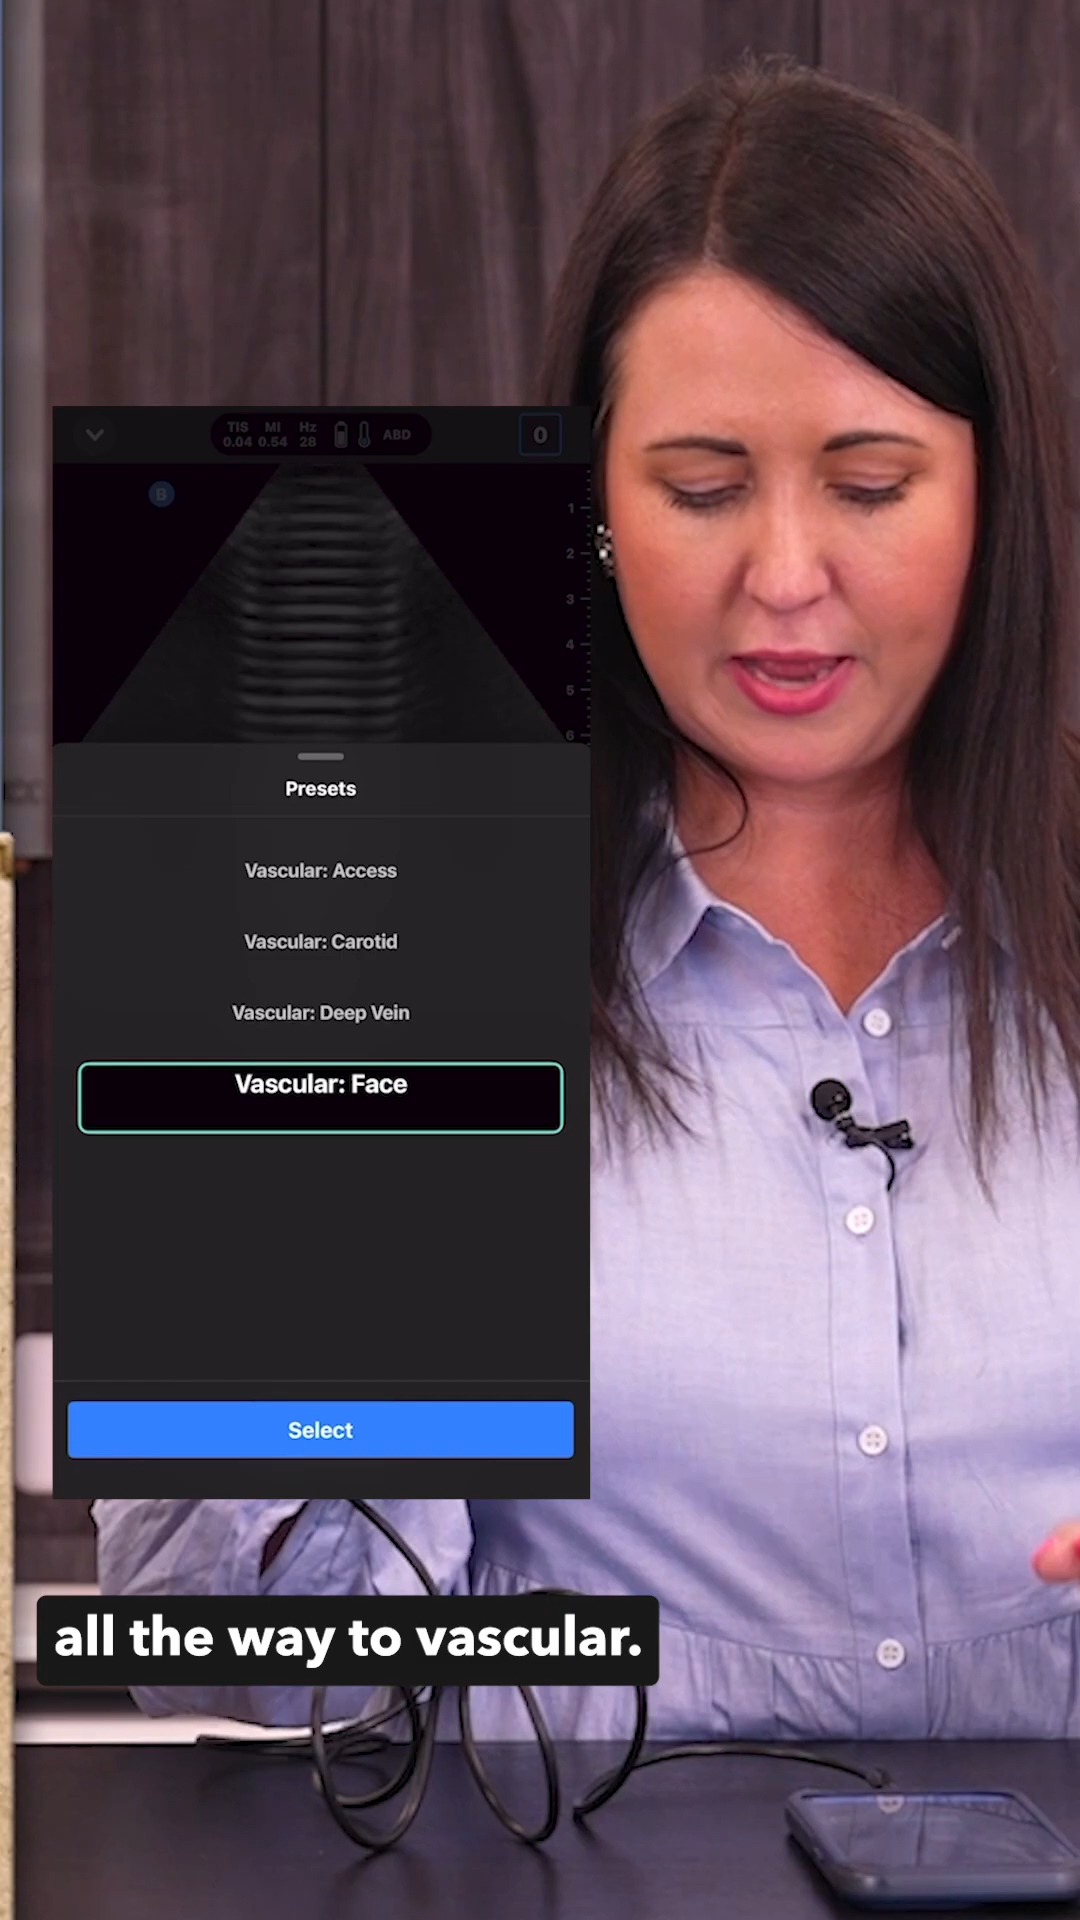 TIS MI Hz
0.04 0.54 28 ABD 0
B
1
2
3
4
5
6
Presets
Vascular: Access
Vascular: Carotid
Vascular: Deep Vein
Vascular: Face
Select
all the way to vascular.